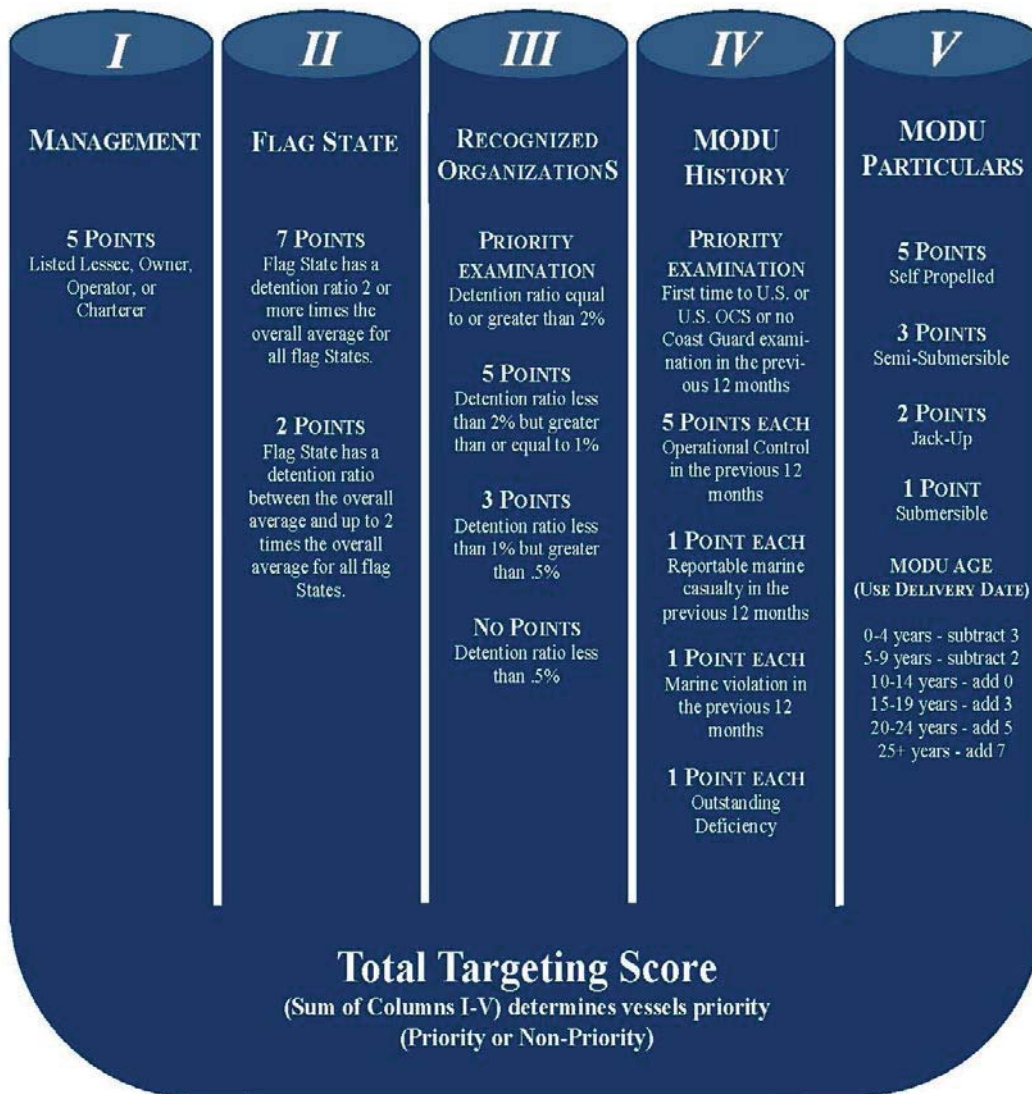 I
MANAGEMENT
5 POINTS
Listed Lessee, Owner,
Operator, or
Charterer
II
FLAG STATE
7 POINTS
Flag State has a
detention ratio 2 or
more times the
overall average for
all flag States.
2 POINTS
Flag State has a
detention ratio
between the overall
average and up to 2
times the overall
average for all flag
States.
III
RECOGNIZED
ORGANIZATIONS
PRIORITY
EXAMINATION
Detention ratio equal
to or greater than 2%
5 POINTS
Detention ratio less
than 2% but greater
than or equal to 1%
3 POINTS
Detention ratio less
than 1% but greater
than .5%
NO POINTS
Detention ratio less
than .5%
IV
MODU
HISTORY
PRIORITY
EXAMINATION
First time to U.S. or
U.S. OCS or no
Coast Guard exami-
nation in the previ-
ous 12 months
5 POINTS EACH
Operational Control
in the previous 12
months
1 POINT EACH
Reportable marine
casualty in the
previous 12 months
1 POINT EACH
Marine violation in
the previous 12
months
1 POINT EACH
Outstanding
Deficiency
V
MODU
PARTICULARS
5 POINTS
Self Propelled
3 POINTS
Semi-Submersible
2 POINTS
Jack-Up
1 POINT
Submersible
MODU AGE
(USE DELIVERY DATE)
0-4 years - subtract 3
5-9 years - subtract 2
10-14 years - add 0
15-19 years - add 3
20-24 years - add 5
25+ years - add 7
Total Targeting Score
(Sum of Columns I-V) determines vessels priority
(Priority or Non-Priority)